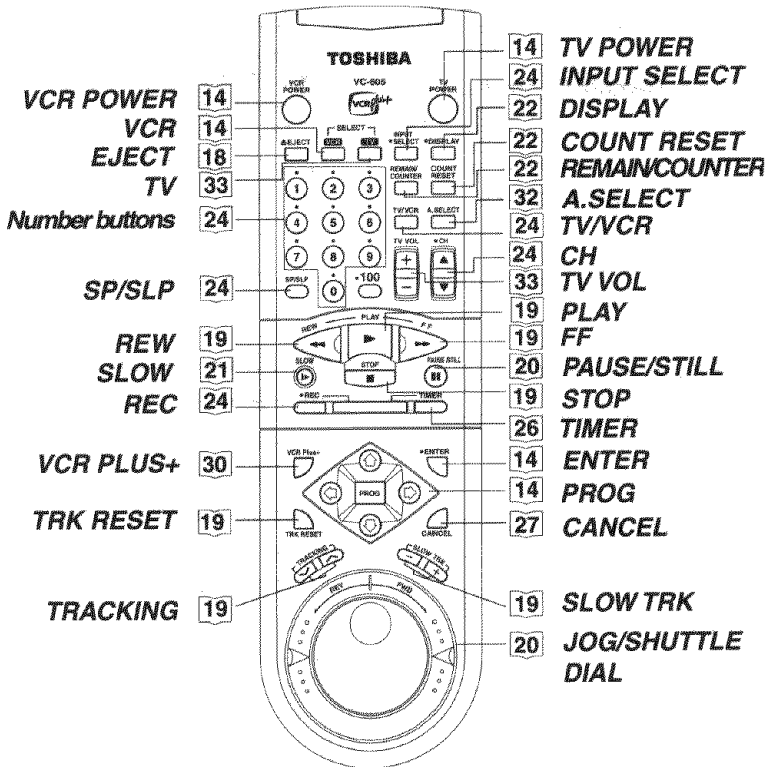 TOSHIBA
VC-605
VCR plus+
VCR
POWER
TV
POWER
SELECT
EJECT
VCR
TV
INPUT
*SELECT
*DISPLAY
REMAIN/
COUNTER
COUNT
RESET
1
2
3
4
5
6
TV/VCR
A.SELECT
7
8
9
TV VOL
*CH
+
−
SP/SLP
0
-100
REW
PLAY
FF
SLOW
STOP
PAUSE/STILL
*REC
TIMER
VCR Plus+
*ENTER
PROG
TRK RESET
CANCEL
TRACKING
SLOW TRK
− +
REV
FWD
VCR POWER 14
VCR 14
EJECT 18
TV 33
Number buttons 24
SP/SLP 24
REW 19
SLOW 21
REC 24
VCR PLUS+ 30
TRK RESET 19
TRACKING 19
14 TV POWER
24 INPUT SELECT
22 DISPLAY
22 COUNT RESET
22 REMAIN/COUNTER
32 A.SELECT
24 TV/VCR
24 CH
33 TV VOL
19 PLAY
19 FF
20 PAUSE/STILL
19 STOP
26 TIMER
14 ENTER
14 PROG
27 CANCEL
19 SLOW TRK
20 JOG/SHUTTLE
DIAL